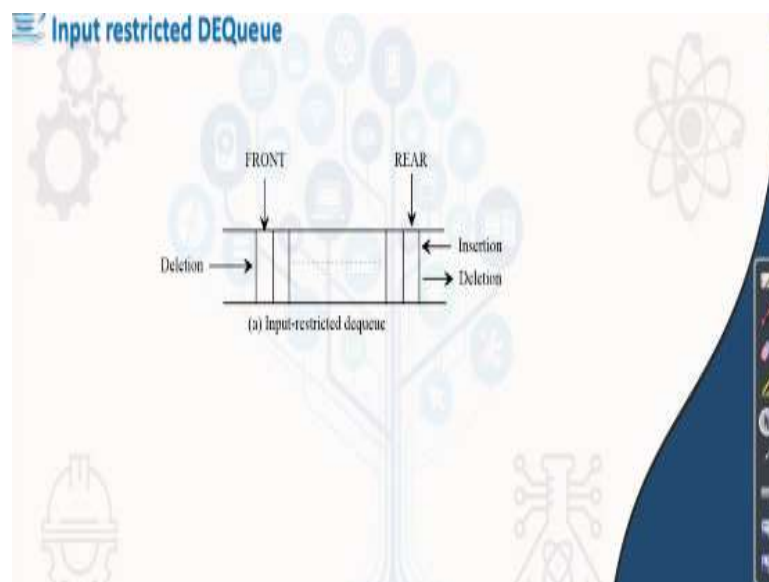 Input restricted DEQueue
FRONT
REAR
Insertion
Deletion
Deletion
(a) Input-restricted dequeue